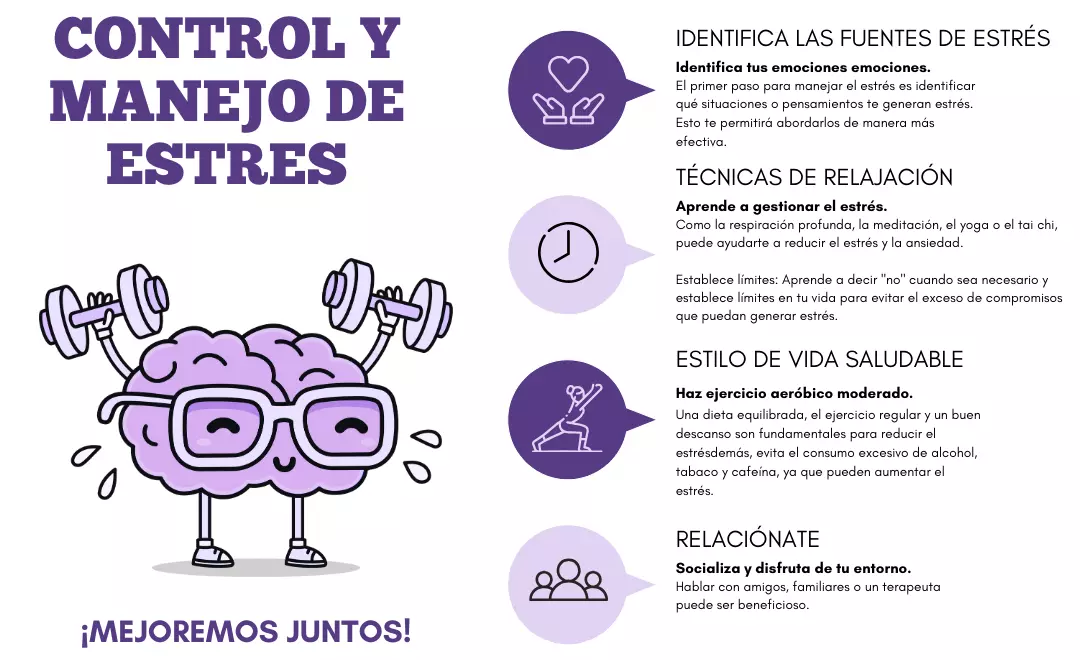 CONTROL Y
MANEJO DE
ESTRES
IDENTIFICA LAS FUENTES DE ESTRÉS
Identifica tus emociones emociones.
El primer paso para manejar el estrés es identificar
qué situaciones o pensamientos te generan estrés.
Esto te permitirá abordarlos de manera más
efectiva.
TÉCNICAS DE RELAJACIÓN
Aprende a gestionar el estrés.
Como la respiración profunda, la meditación, el yoga o el tai chi,
puede ayudarte a reducir el estrés y la ansiedad.
Establece límites: Aprende a decir "no" cuando sea necesario y
establece límites en tu vida para evitar el exceso de compromisos
que puedan generar estrés.
ESTILO DE VIDA SALUDABLE
Haz ejercicio aeróbico moderado.
Una dieta equilibrada, el ejercicio regular y un buen
descanso son fundamentales para reducir el
estrésdemás, evita el consumo excesivo de alcohol,
tabaco y cafeína, ya que pueden aumentar el
estrés.
RELACIÓNATE
Socializa y disfruta de tu entorno.
Hablar con amigos, familiares o un terapeuta
puede ser beneficioso.
¡MEJOREMOS JUNTOS!